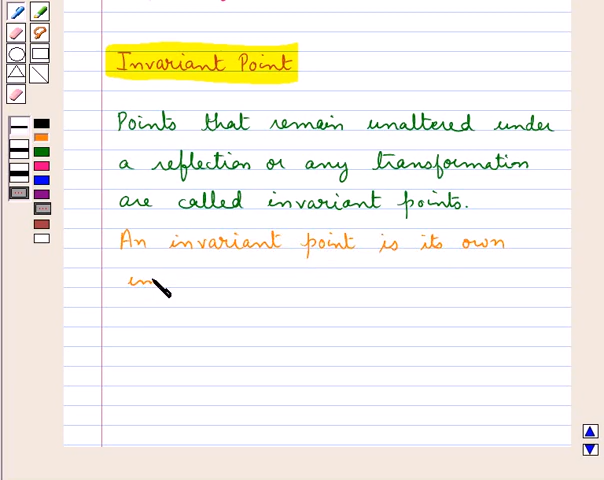 Invariant Point
Points that remain unaltered under
a reflection or any transformation
are called invariant points.
An invariant point is its own
im